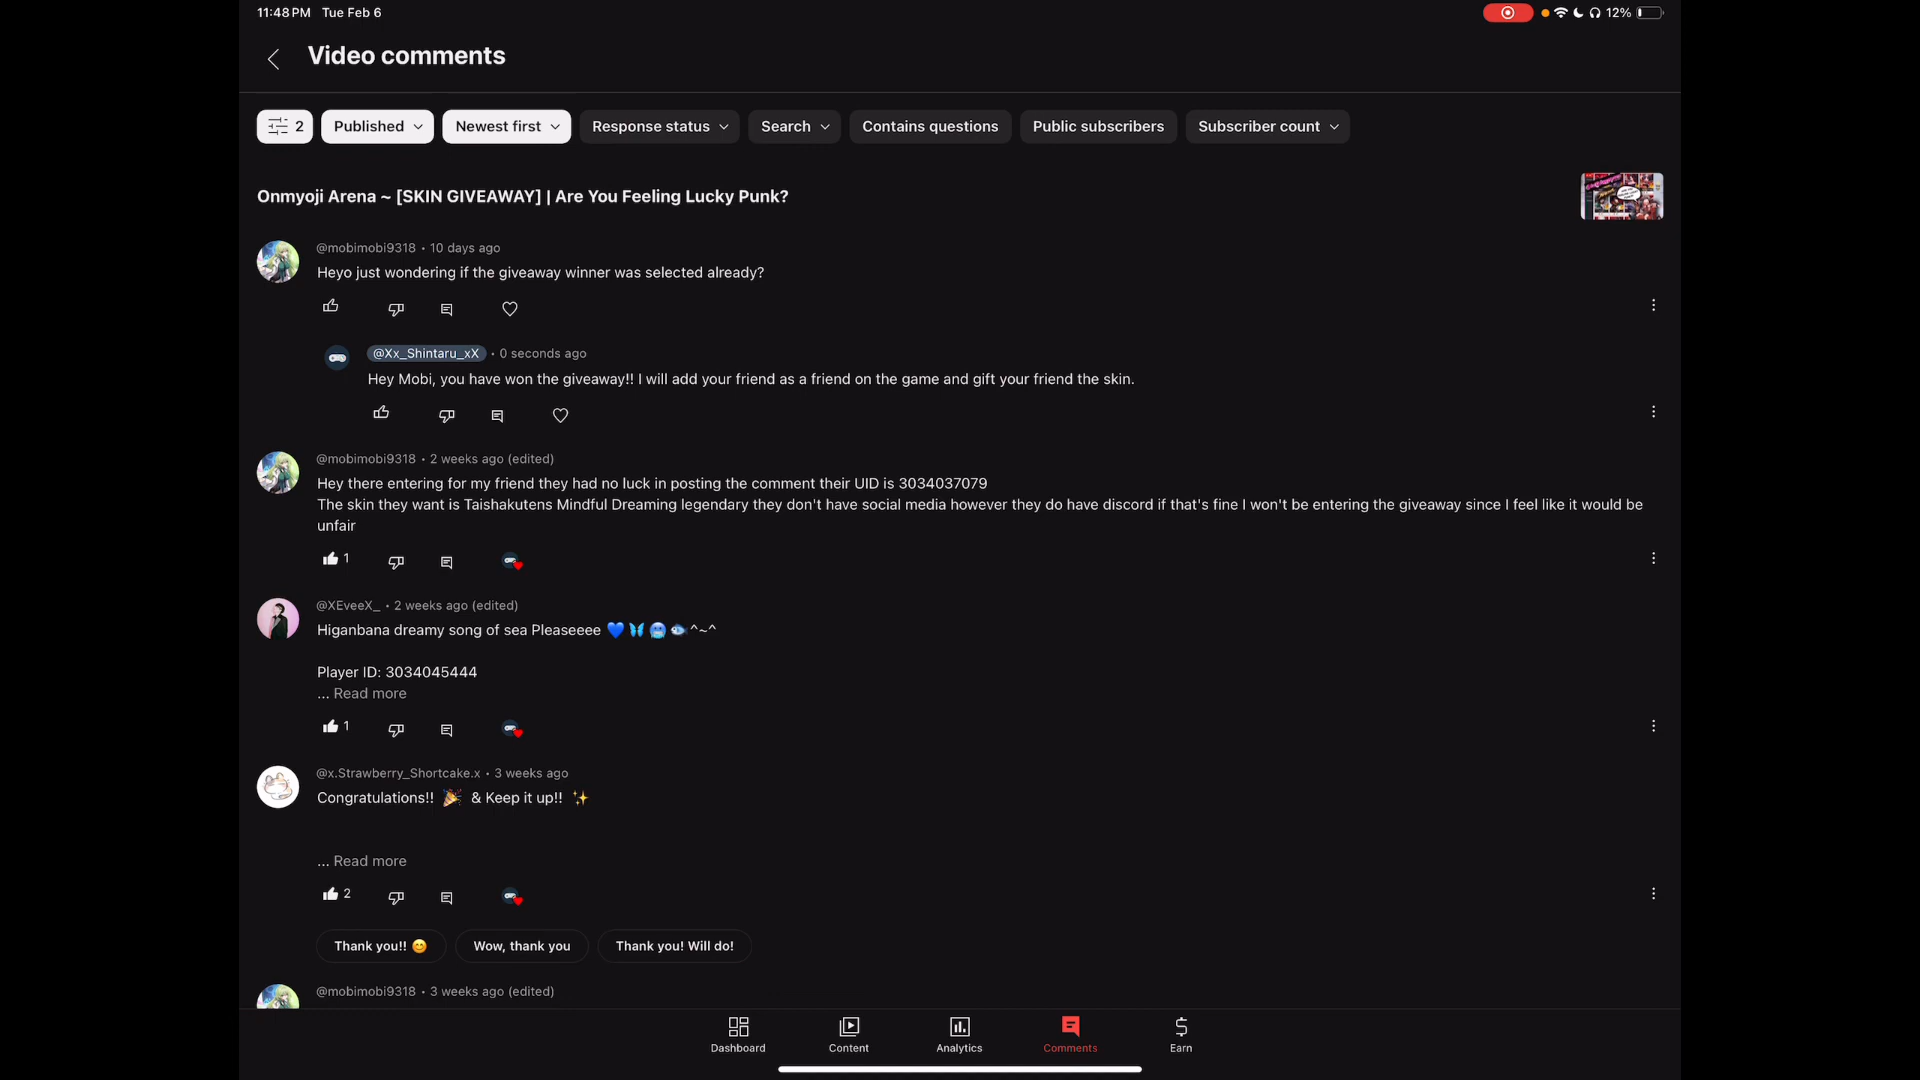 11:48 PM Tue Feb 6
12%
Video comments
2
Published
Newest first
Response status
Search
Contains questions
Public subscribers
Subscriber count
Onmyoji Arena ~ [SKIN GIVEAWAY] | Are You Feeling Lucky Punk?
@mobimobi9318 • 10 days ago
Heyo just wondering if the giveaway winner was selected already?
@Xx_Shintaru_xX • 0 seconds ago
Hey Mobi, you have won the giveaway!! I will add your friend as a friend on the game and gift your friend the skin.
@mobimobi9318 • 2 weeks ago (edited)
Hey there entering for my friend they had no luck in posting the comment their UID is 3034037079
The skin they want is Taishakutens Mindful Dreaming legendary they don't have social media however they do have discord if that's fine I won't be entering the giveaway since I feel like it would be
unfair
1
@XEveeX_ • 2 weeks ago (edited)
Higanbana dreamy song of sea Pleaseeee 💙🦋🥶🐟^~^
Player ID: 3034045444
... Read more
1
@x.Strawberry_Shortcake.x • 3 weeks ago
Congratulations!! 🎉 & Keep it up!! ✨
... Read more
2
Thank you!! 😊
Wow, thank you
Thank you! Will do!
@mobimobi9318 • 3 weeks ago (edited)
Dashboard
Content
Analytics
Comments
Earn